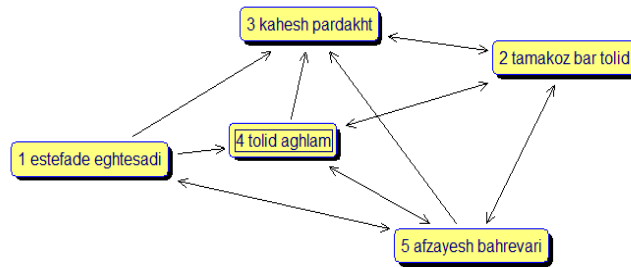 3 kahesh pardakht
2 tamakoz bar tolid
4 tolid aghlam
1 estefade eghtesadi
5 afzayesh bahrevari